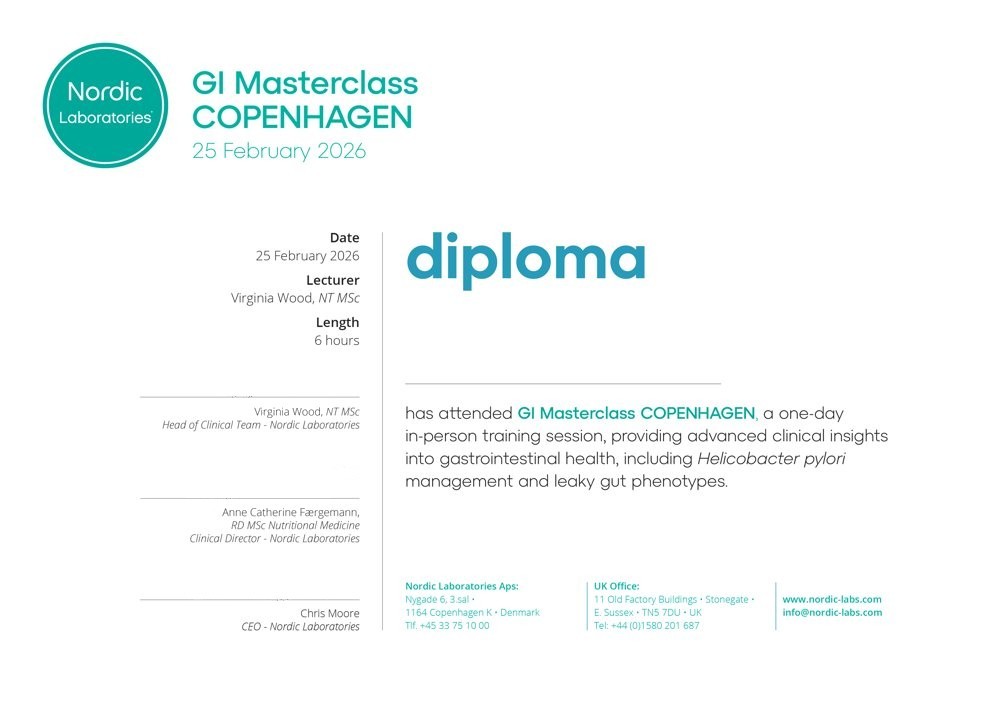 Nordic
Laboratories
GI Masterclass
COPENHAGEN
25 February 2026
Date
25 February 2026
Lecturer
Virginia Wood, NT MSc
Length
6 hours
Virginia Wood, NT MSc
Head of Clinical Team - Nordic Laboratories
Anne Catherine Færgemann,
RD MSc Nutritional Medicine
Clinical Director - Nordic Laboratories
Chris Moore
CEO - Nordic Laboratories
diploma
has attended GI Masterclass COPENHAGEN, a one-day
in-person training session, providing advanced clinical insights
into gastrointestinal health, including Helicobacter pylori
management and leaky gut phenotypes.
Nordic Laboratories Aps:
Nygade 6, 3.sal •
1164 Copenhagen K • Denmark
Tlf. +45 33 75 10 00
UK Office:
11 Old Factory Buildings • Stonegate •
E. Sussex • TN5 7DU • UK
Tel: +44 (0)1580 201 687
www.nordic-labs.com
info@nordic-labs.com